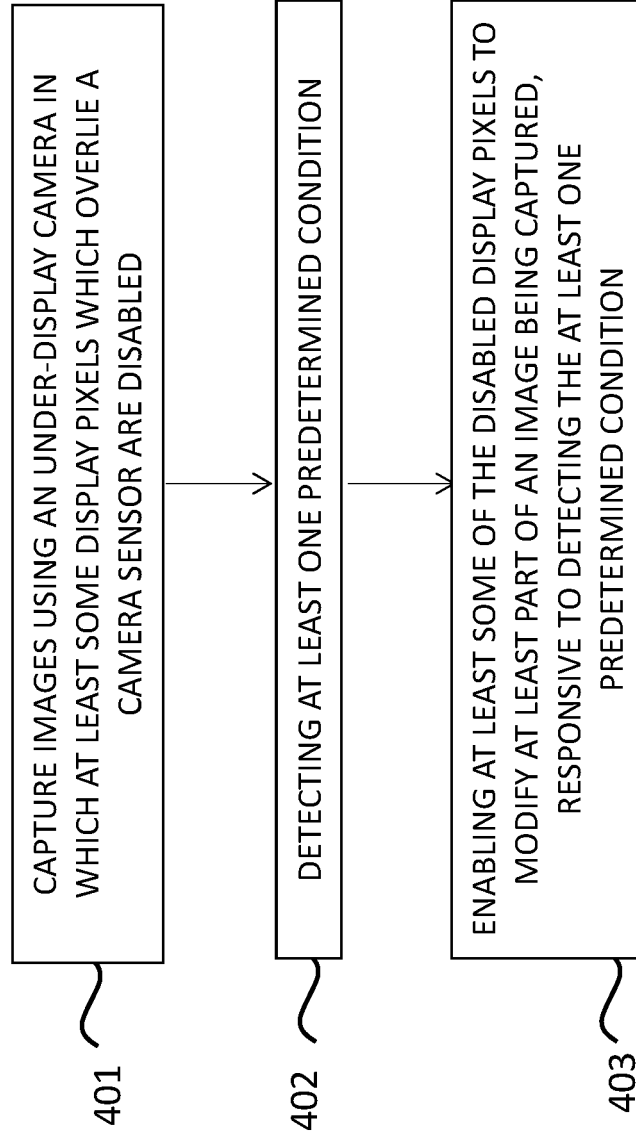 401
CAPTURE IMAGES USING AN UNDER-DISPLAY CAMERA IN
WHICH AT LEAST SOME DISPLAY PIXELS WHICH OVERLIE A
CAMERA SENSOR ARE DISABLED
402
DETECTING AT LEAST ONE PREDETERMINED CONDITION
403
ENABLING AT LEAST SOME OF THE DISABLED DISPLAY PIXELS TO
MODIFY AT LEAST PART OF AN IMAGE BEING CAPTURED,
RESPONSIVE TO DETECTING THE AT LEAST ONE
PREDETERMINED CONDITION